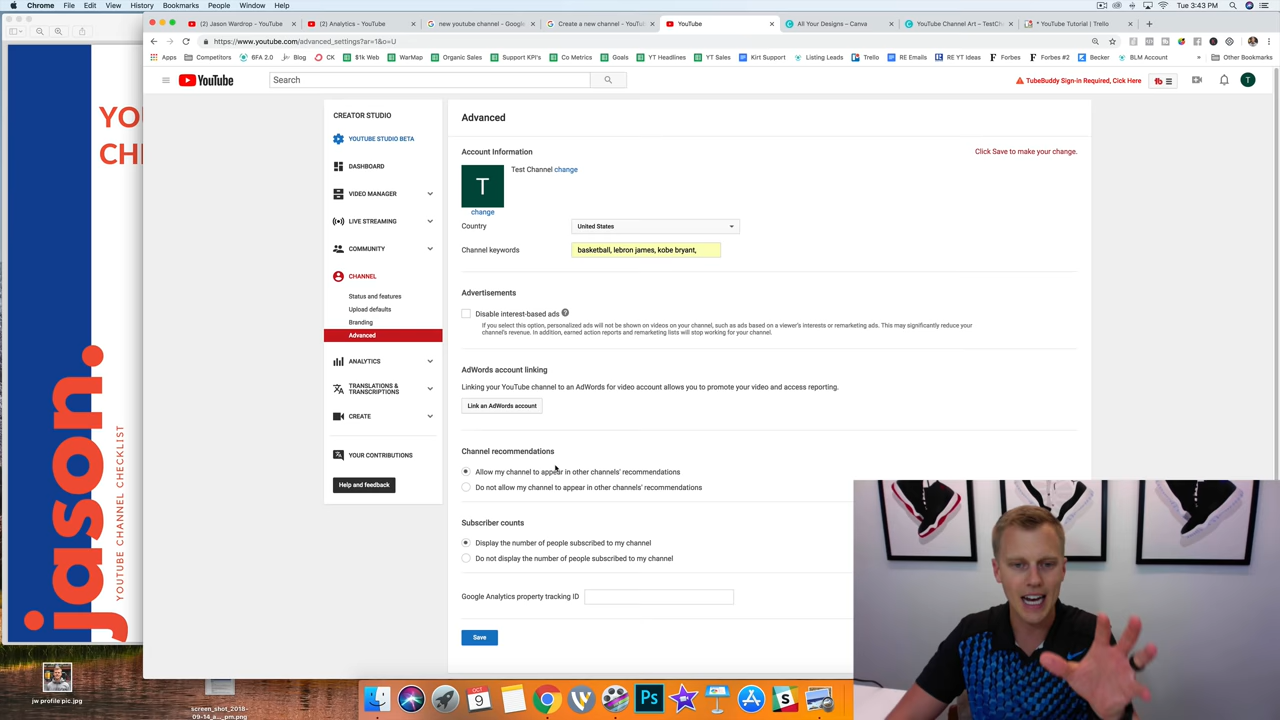 Chrome File Edit View History Bookmarks People Window Help
Tue 3:43 PM
(2) Jason Wardrop - YouTube
(2) Analytics - YouTube
new youtube channel - Google
Create a new channel - YouTu
YouTube
All Your Designs – Canva
YouTube Channel Art – TestCh
* YouTube Tutorial | Trello
https://www.youtube.com/advanced_settings?ar=1&o=U
Apps Competitors 6FA 2.0 Blog CK $1k Web WarMap Organic Sales Support KPI's Co Metrics Goals YT Headlines YT Sales Kirt Support Listing Leads Trello RE Emails RE YT ideas Forbes Forbes #2 Becker BLM Account » Other Bookmarks
YouTube
Search
TubeBuddy Sign-in Required, Click Here
tb
T
YO
CH
jason.
YOUTUBE CHANNEL CHECKLIST
CREATOR STUDIO
YOUTUBE STUDIO BETA
DASHBOARD
VIDEO MANAGER
LIVE STREAMING
COMMUNITY
CHANNEL
Status and features
Upload defaults
Branding
Advanced
ANALYTICS
TRANSLATIONS &
TRANSCRIPTIONS
CREATE
YOUR CONTRIBUTIONS
Help and feedback
Advanced
Account Information
Click Save to make your change.
T
Test Channel change
change
Country
United States
Channel keywords
basketball, lebron james, kobe bryant,
Advertisements
Disable interest-based ads ?
If you select this option, personalized ads will not be shown on videos on your channel, such as ads based on a viewer's interests or remarketing ads. This may significantly reduce your
channel's revenue. In addition, earned action reports and remarketing lists will stop working for your channel.
AdWords account linking
Linking your YouTube channel to an AdWords for video account allows you to promote your video and access reporting.
Link an AdWords account
Channel recommendations
Allow my channel to appear in other channels' recommendations
Do not allow my channel to appear in other channels' recommendations
Subscriber counts
Display the number of people subscribed to my channel
Do not display the number of people subscribed to my channel
Google Analytics property tracking ID
Save
jw profile pic.jpg
screen_shot_2018-
09-14_a..._pm.png
OCT
9
Ps